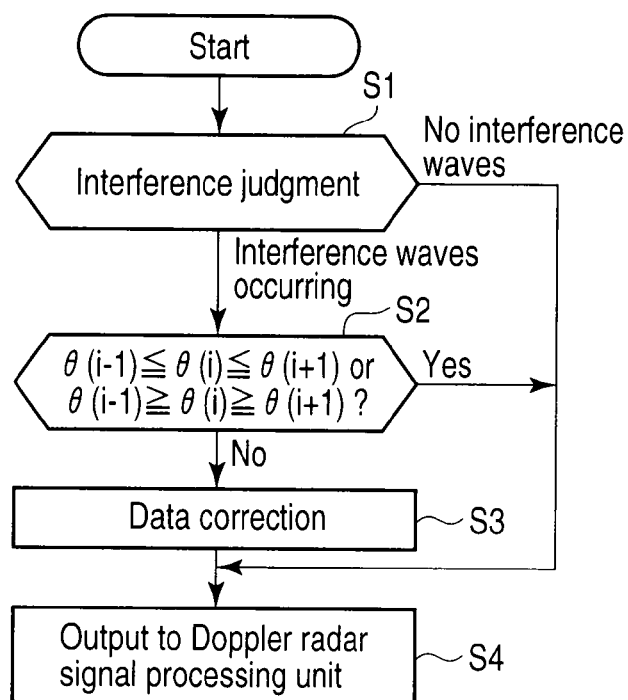 Start
S1
No interference
waves
Interference judgment
Interference waves
occurring
S2
θ (i-1)≦ θ (i)≦ θ (i+1) or
θ (i-1)≧ θ (i)≧ θ (i+1) ?
Yes
No
Data correction
S3
Output to Doppler radar
signal processing unit
S4